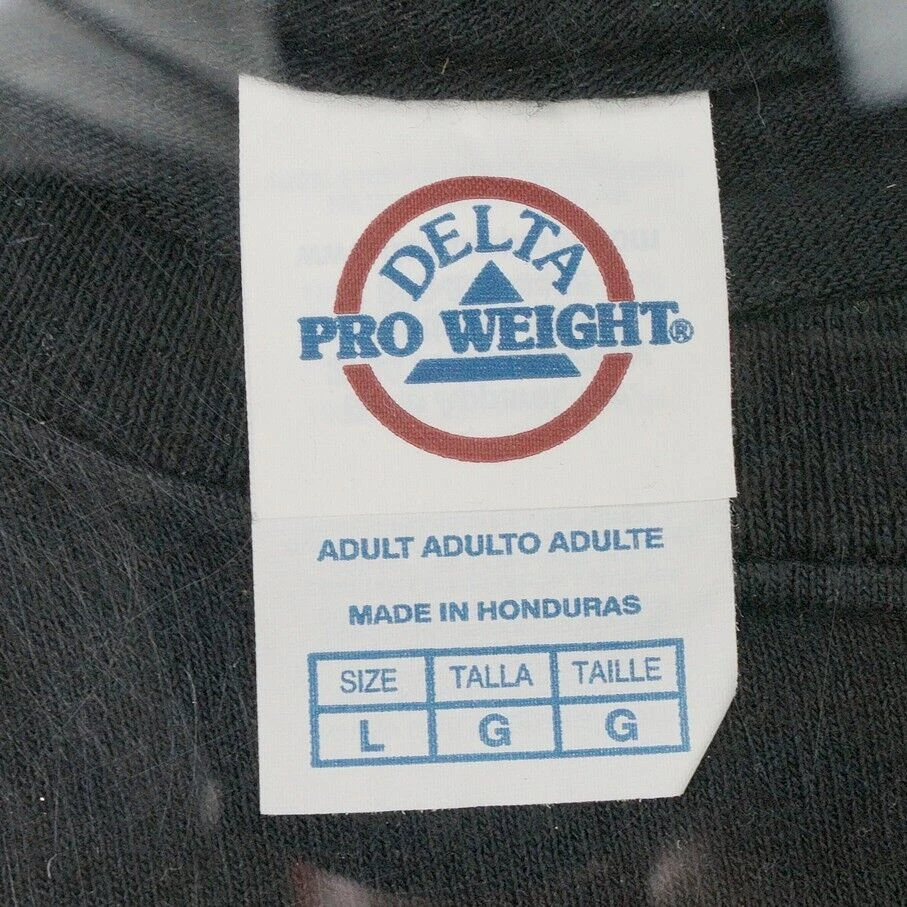 DELTA
PRO WEIGHT®
ADULT ADULTO ADULTE
MADE IN HONDURAS
SIZE TALLA TAILLE
L G G